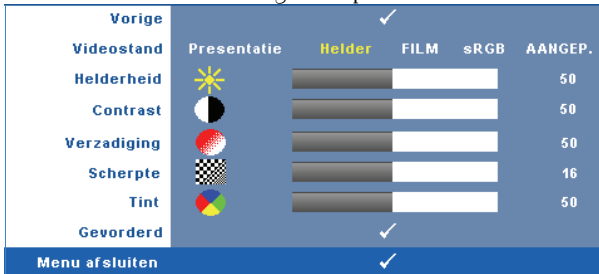 Vorige
Videostand Presentatie Helder FILM sRGB AANGEP.
Helderheid 50
Contrast 50
Verzadiging 50
Scherpte 16
Tint 50
Gevorderd
Menu afsluiten